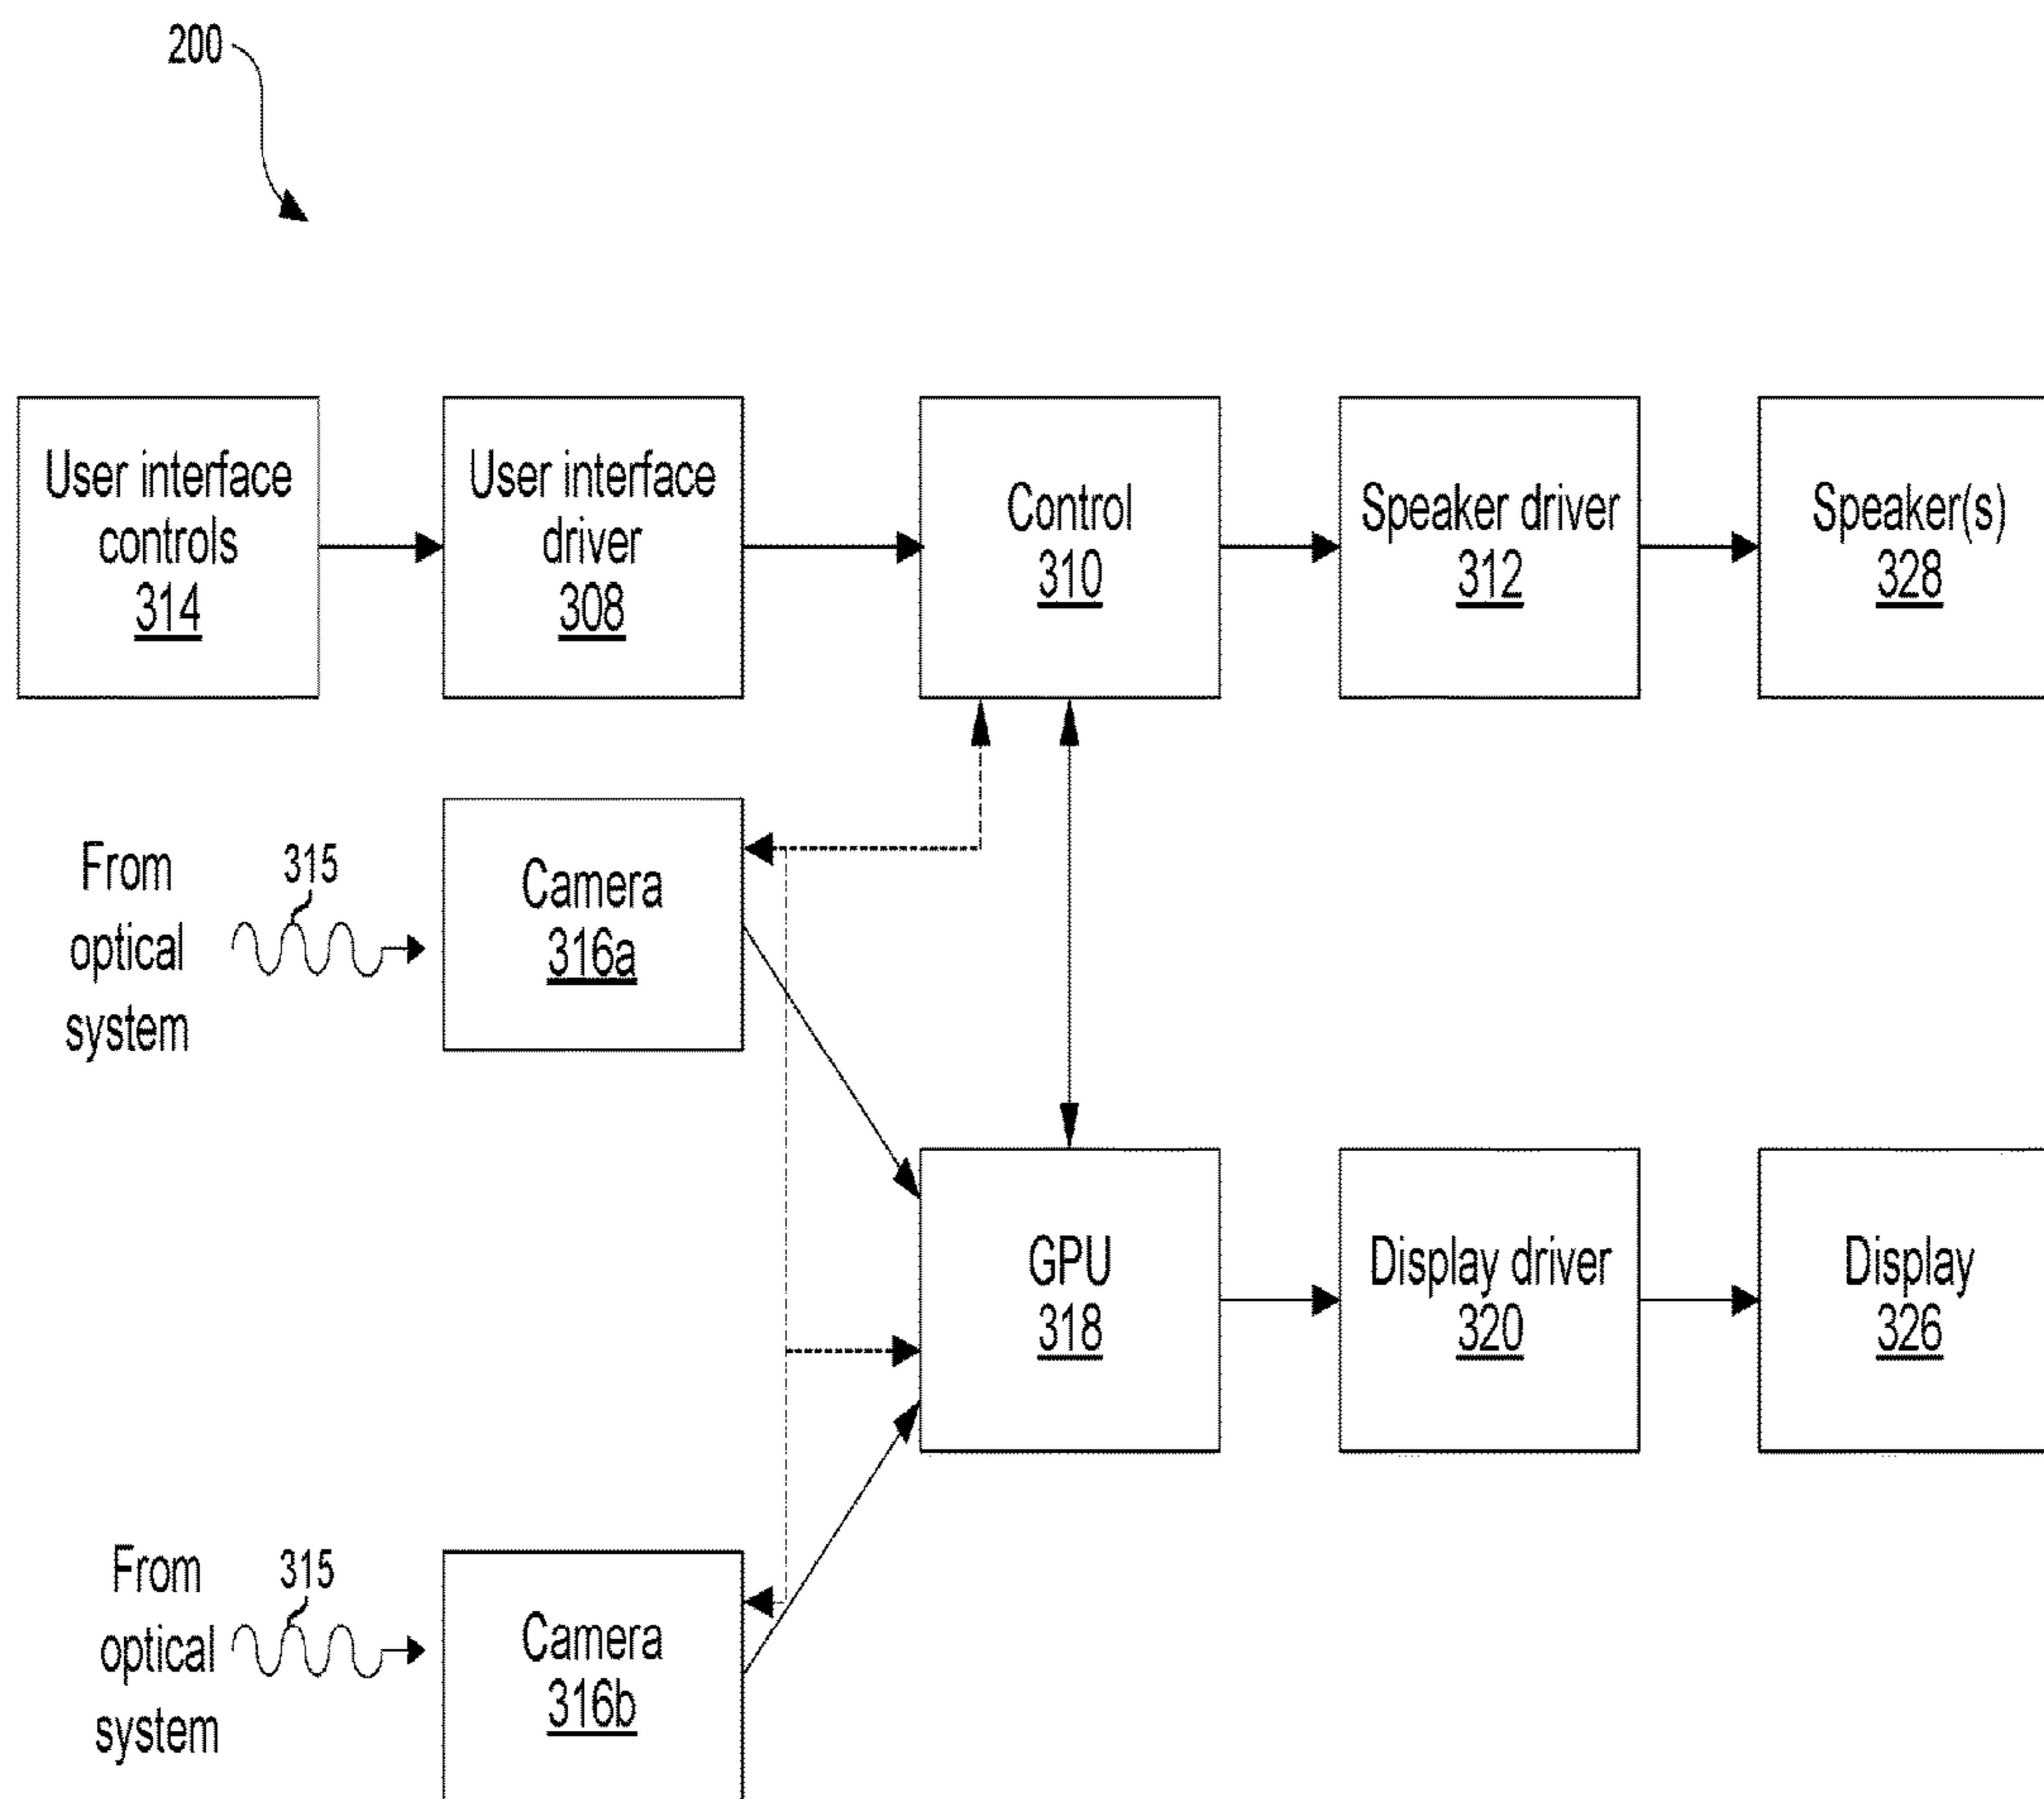 200
User interface
controls
314
User interface
driver
308
Control
310
Speaker driver
312
Speaker(s)
328
From
optical
system
315
Camera
316a
GPU
318
Display driver
320
Display
326
From
optical
system
315
Camera
316b